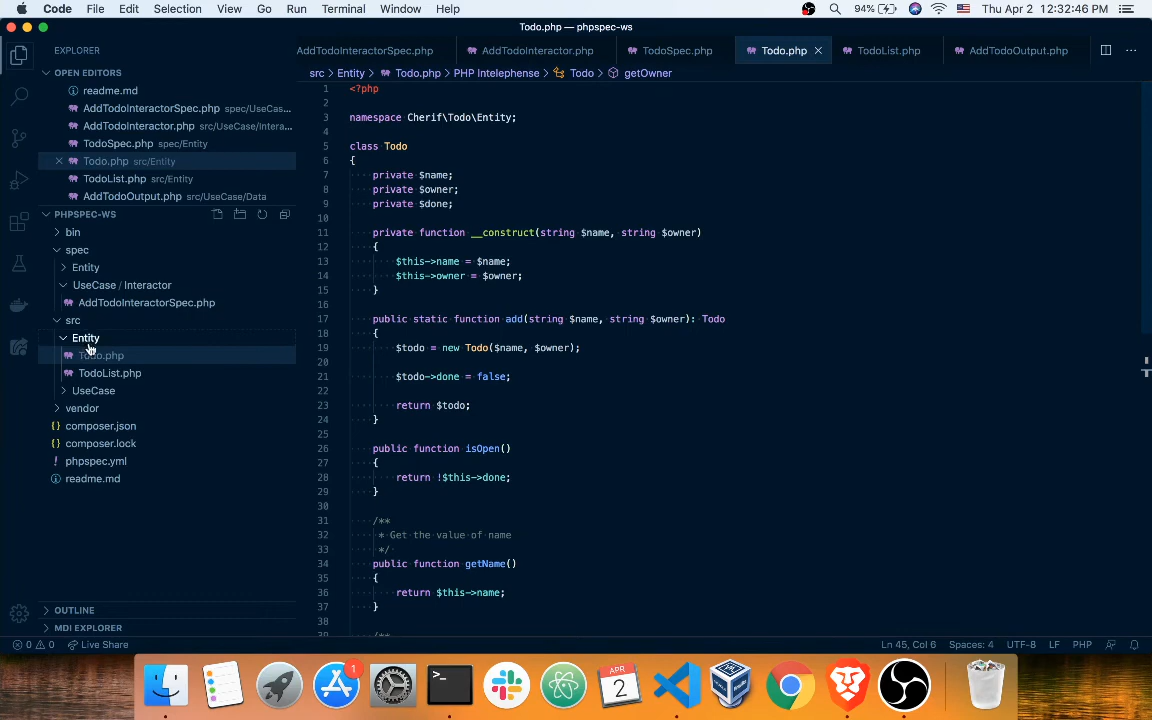 Code File Edit Selection View Go Run Terminal Window Help 94% Thu Apr 2 12:32:46 PM
Todo.php — phpspec-ws
EXPLORER
OPEN EDITORS
readme.md
AddTodoInteractorSpec.php spec/UseCas...
AddTodoInteractor.php src/UseCase/Intera...
TodoSpec.php spec/Entity
Todo.php src/Entity
TodoList.php src/Entity
AddTodoOutput.php src/UseCase/Data
PHPSPEC-WS
bin
spec
Entity
UseCase / Interactor
AddTodoInteractorSpec.php
src
Entity
Todo.php
TodoList.php
UseCase
vendor
composer.json
composer.lock
phpspec.yml
readme.md
OUTLINE
MDI EXPLORER
AddTodoInteractorSpec.php AddTodoInteractor.php TodoSpec.php Todo.php TodoList.php AddTodoOutput.php
src > Entity > Todo.php > PHP Intelephense > Todo > getOwner
1 <?php
2
3 namespace Cherif\Todo\Entity;
4
5 class Todo
6 {
7 private $name;
8 private $owner;
9 private $done;
10
11 private function __construct(string $name, string $owner)
12 {
13 $this->name = $name;
14 $this->owner = $owner;
15 }
16
17 public static function add(string $name, string $owner): Todo
18 {
19 $todo = new Todo($name, $owner);
20
21 $todo->done = false;
22
23 return $todo;
24 }
25
26 public function isOpen()
27 {
28 return !$this->done;
29 }
30
31 /**
32 * Get the value of name
33 */
34 public function getName()
35 {
36 return $this->name;
37 }
38
39 /**
0 0 Live Share Ln 45, Col 6 Spaces: 4 UTF-8 LF PHP
1
APR
2